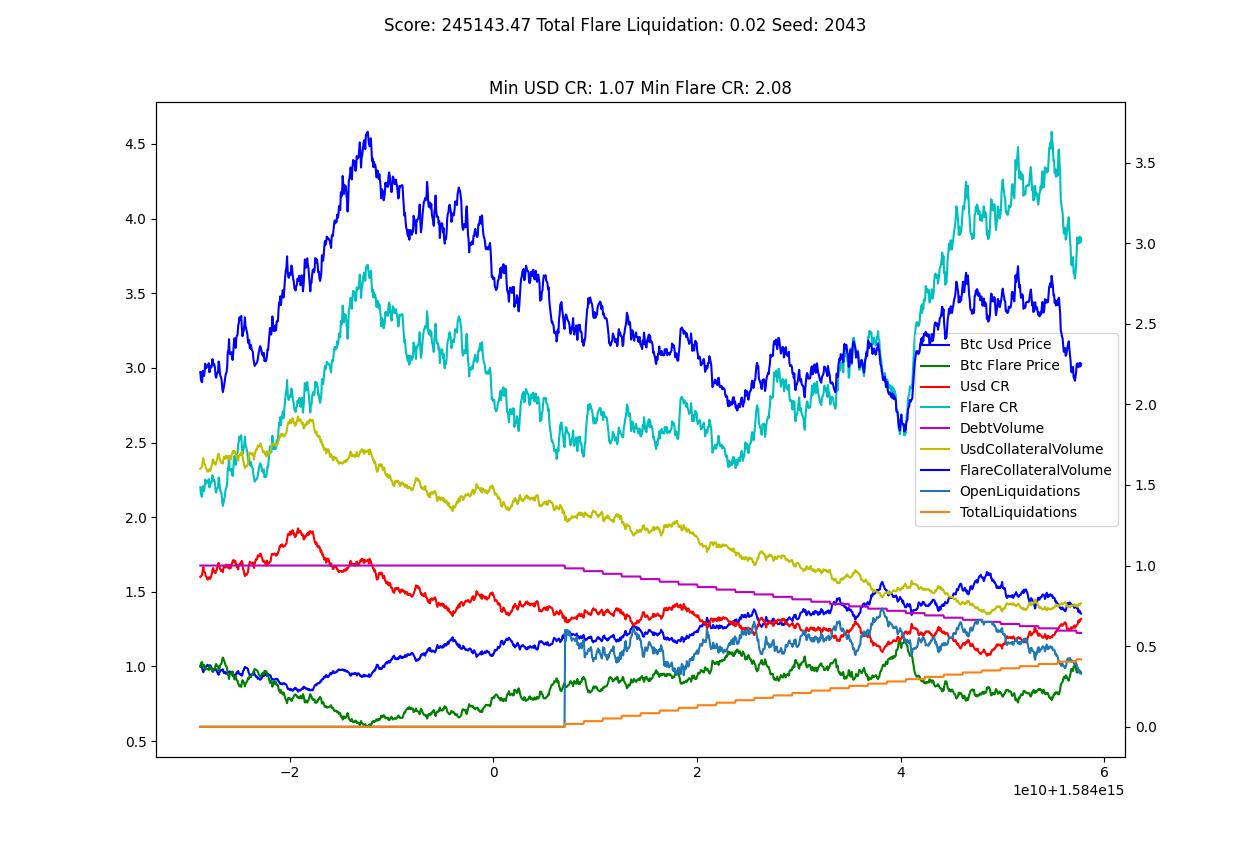 Score: 245143.47 Total Flare Liquidation: 0.02 Seed: 2043
Min USD CR: 1.07 Min Flare CR: 2.08
4.5
4.0
3.5
3.0
2.5
2.0
1.5
1.0
0.5
3.5
3.0
2.5
2.0
1.5
1.0
0.5
0.0
Btc Usd Price
Btc Flare Price
Usd CR
Flare CR
DebtVolume
UsdCollateralVolume
FlareCollateralVolume
OpenLiquidations
TotalLiquidations
−2 0 2 4 6
1e10+1.584e15